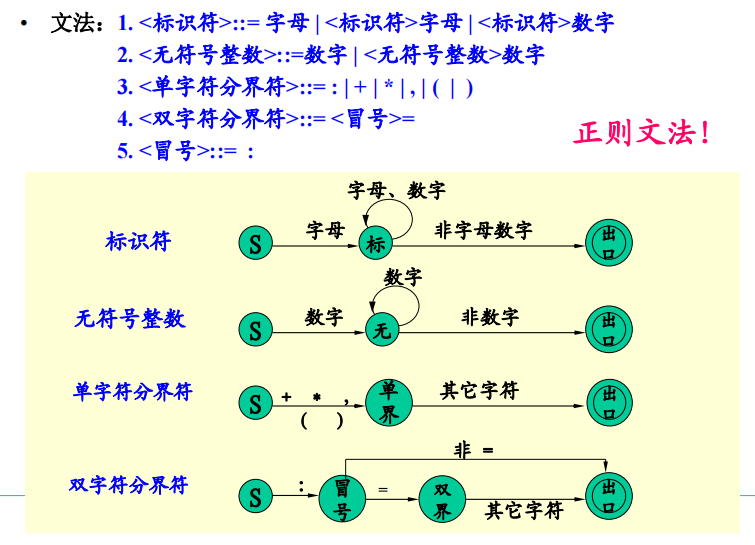 • 文法：1. <标识符>::= 字母 | <标识符>字母 | <标识符>数字
2. <无符号整数>::=数字 | <无符号整数>数字
3. <单字符分界符>::= : | + | * | , | ( | )
4. <双字符分界符>::= <冒号>=
正则文法！
5. <冒号>::= :
字母、数字
标识符 S 字母 标 非字母数字 出口
数字
无符号整数 S 数字 无 非数字 出口
单字符分界符 S + * , 单界 其它字符 出口
( )
非 =
双字符分界符 S : 冒号 = 双界 其它字符 出口